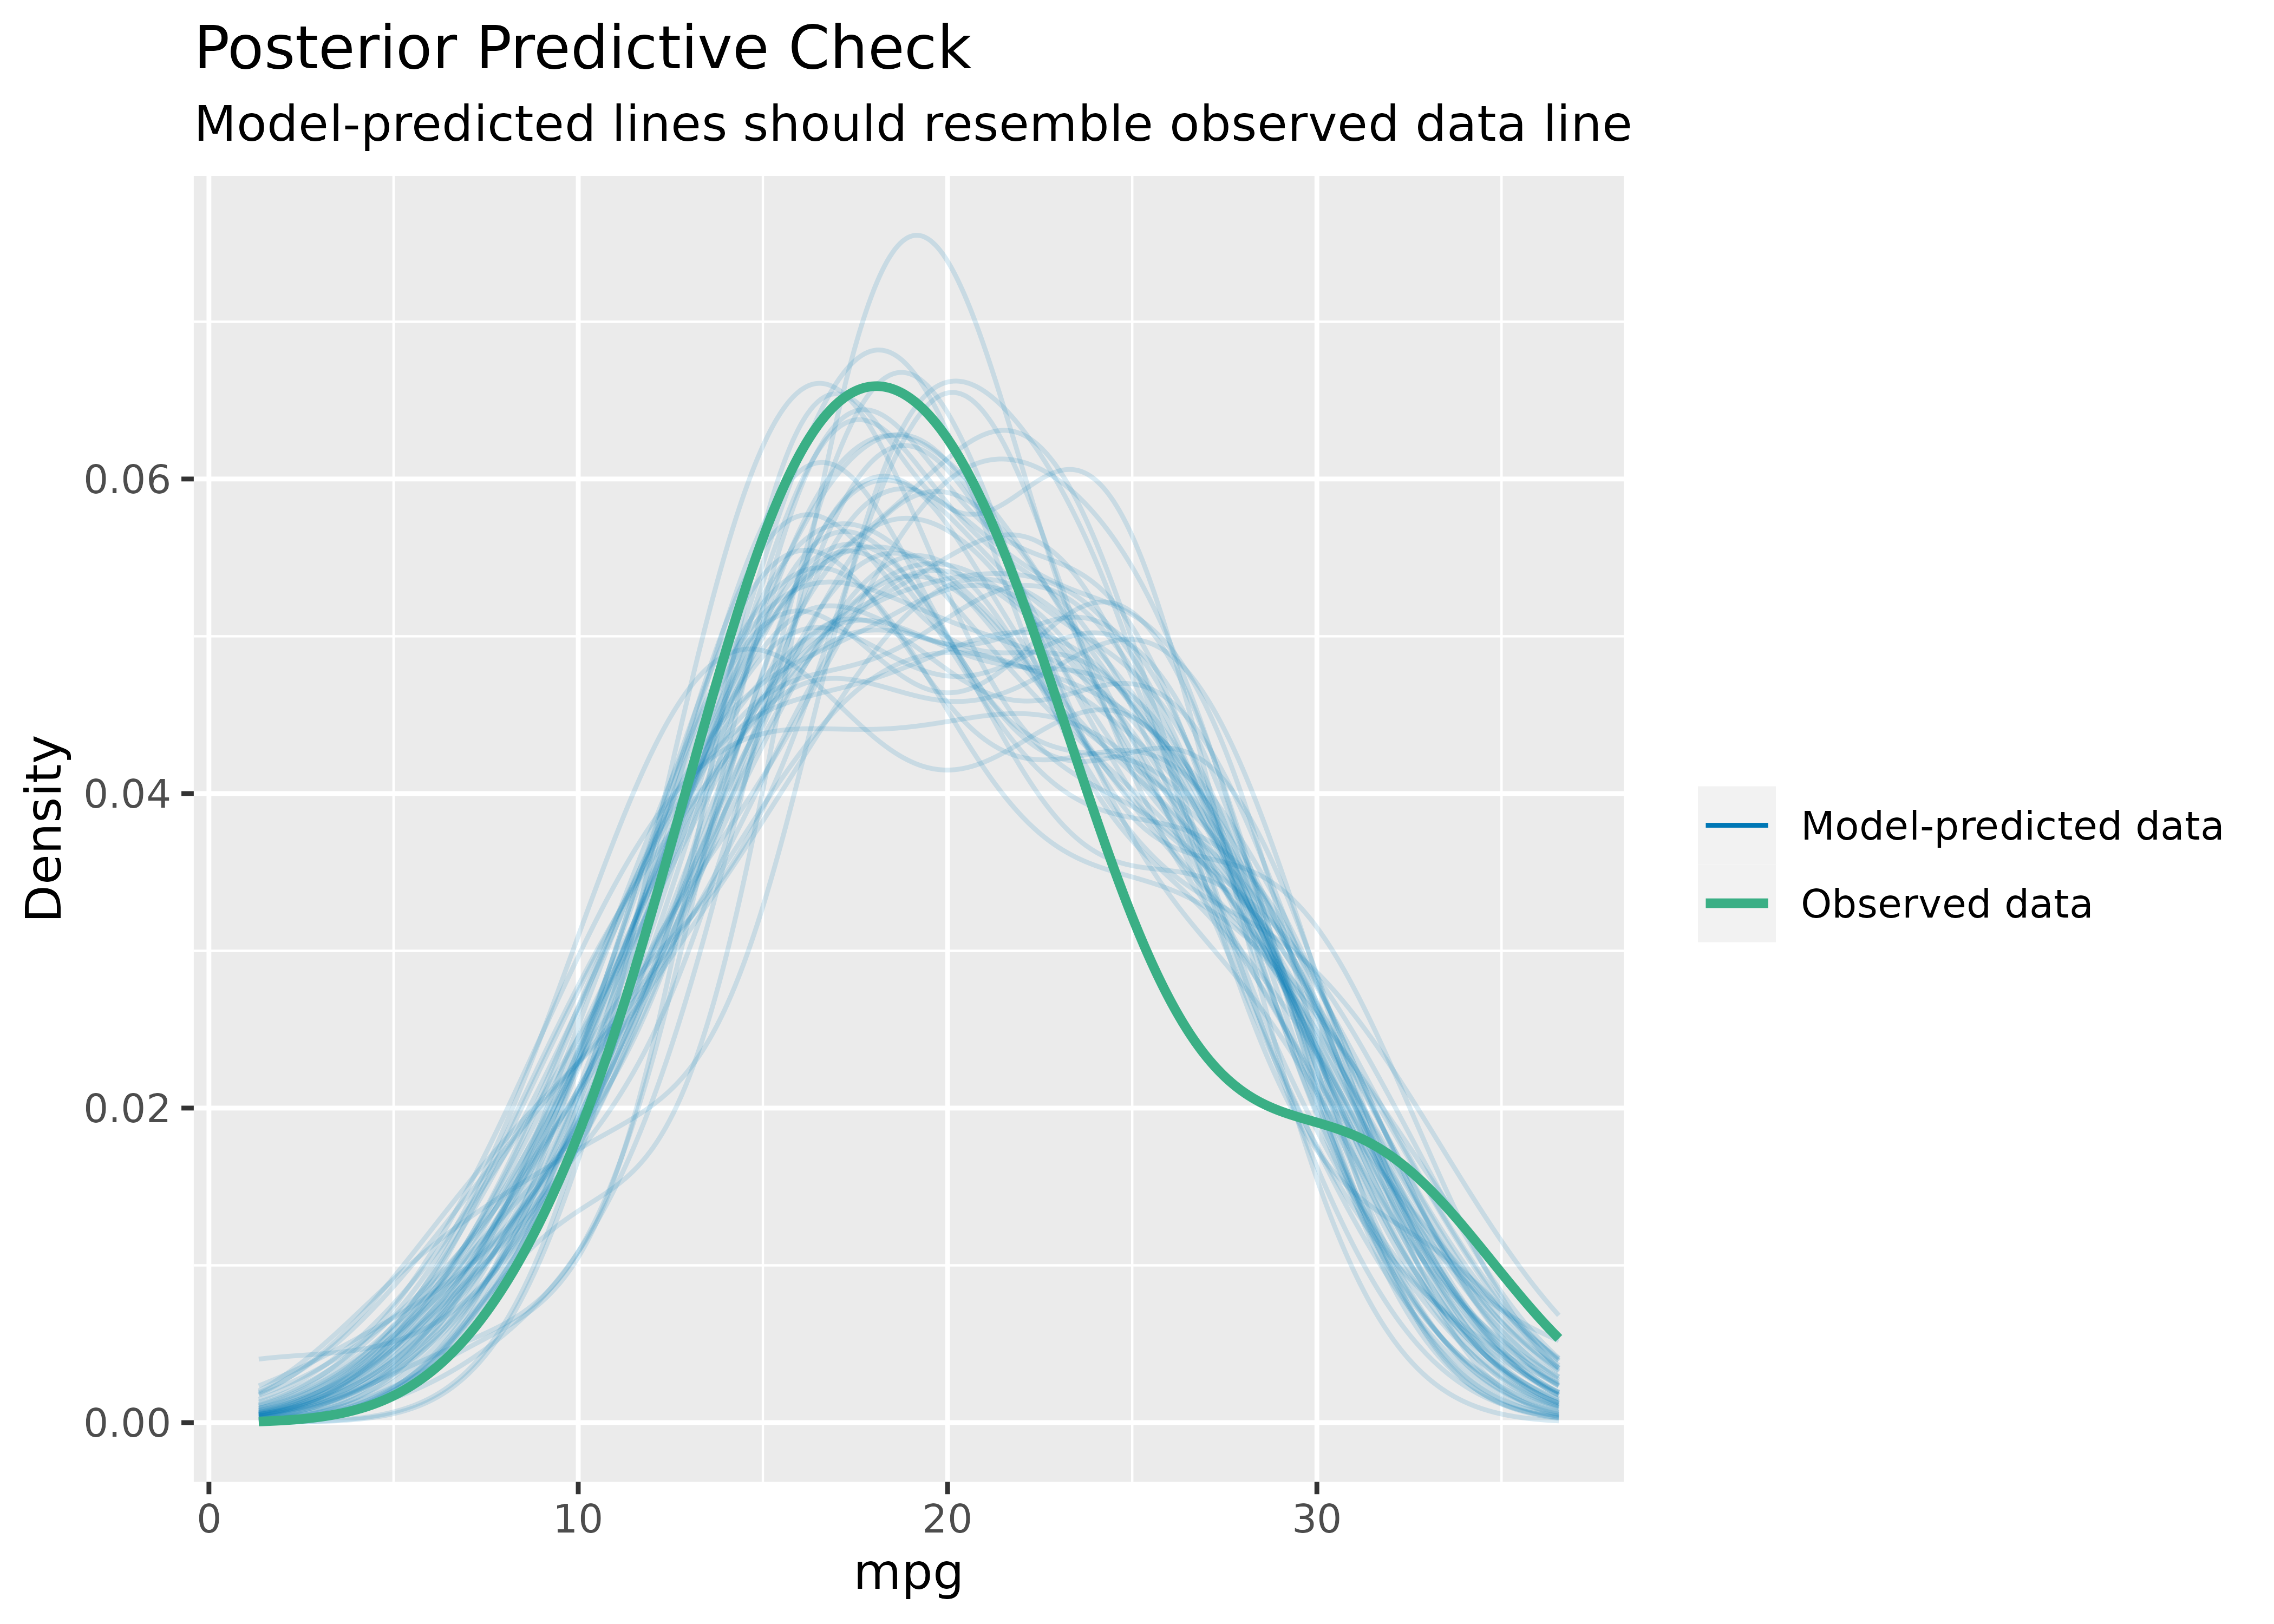 Posterior Predictive Check
Model-predicted lines should resemble observed data line
Density
0.06
0.04
0.02
0.00
0
10
20
30
mpg
Model-predicted data
Observed data